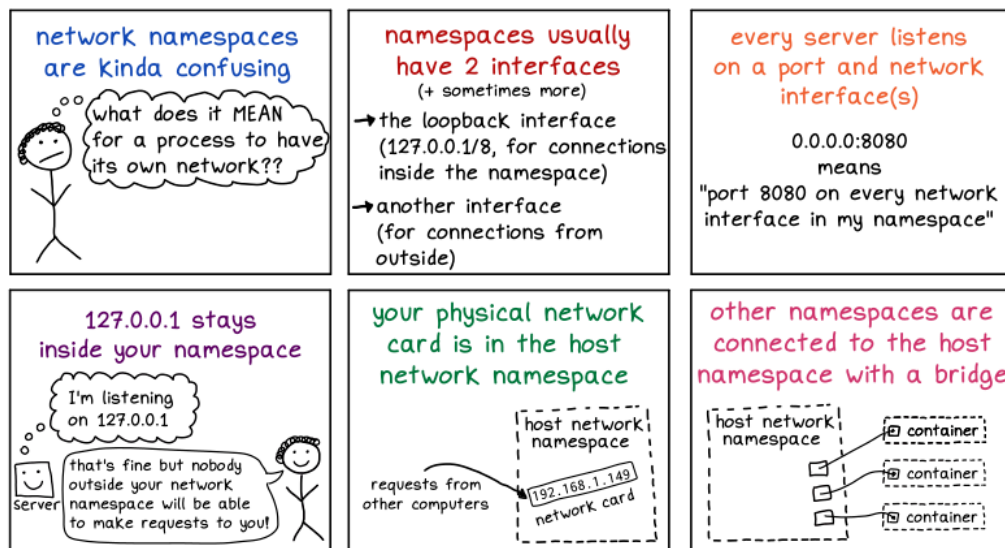 network namespaces
are kinda confusing
what does it MEAN
for a process to have
its own network??
namespaces usually
have 2 interfaces
(+ sometimes more)
→ the loopback interface
(127.0.0.1/8, for connections
inside the namespace)
→ another interface
(for connections from
outside)
every server listens
on a port and network
interface(s)
0.0.0.0:8080
means
"port 8080 on every network
interface in my namespace"
127.0.0.1 stays
inside your namespace
I'm listening
on 127.0.0.1
server
that's fine but nobody
outside your network
namespace will be able
to make requests to you!
your physical network
card is in the host
network namespace
host network
namespace
requests from
other computers
192.168.1.149
network card
other namespaces are
connected to the host
namespace with a bridge
host network
namespace
container
container
container